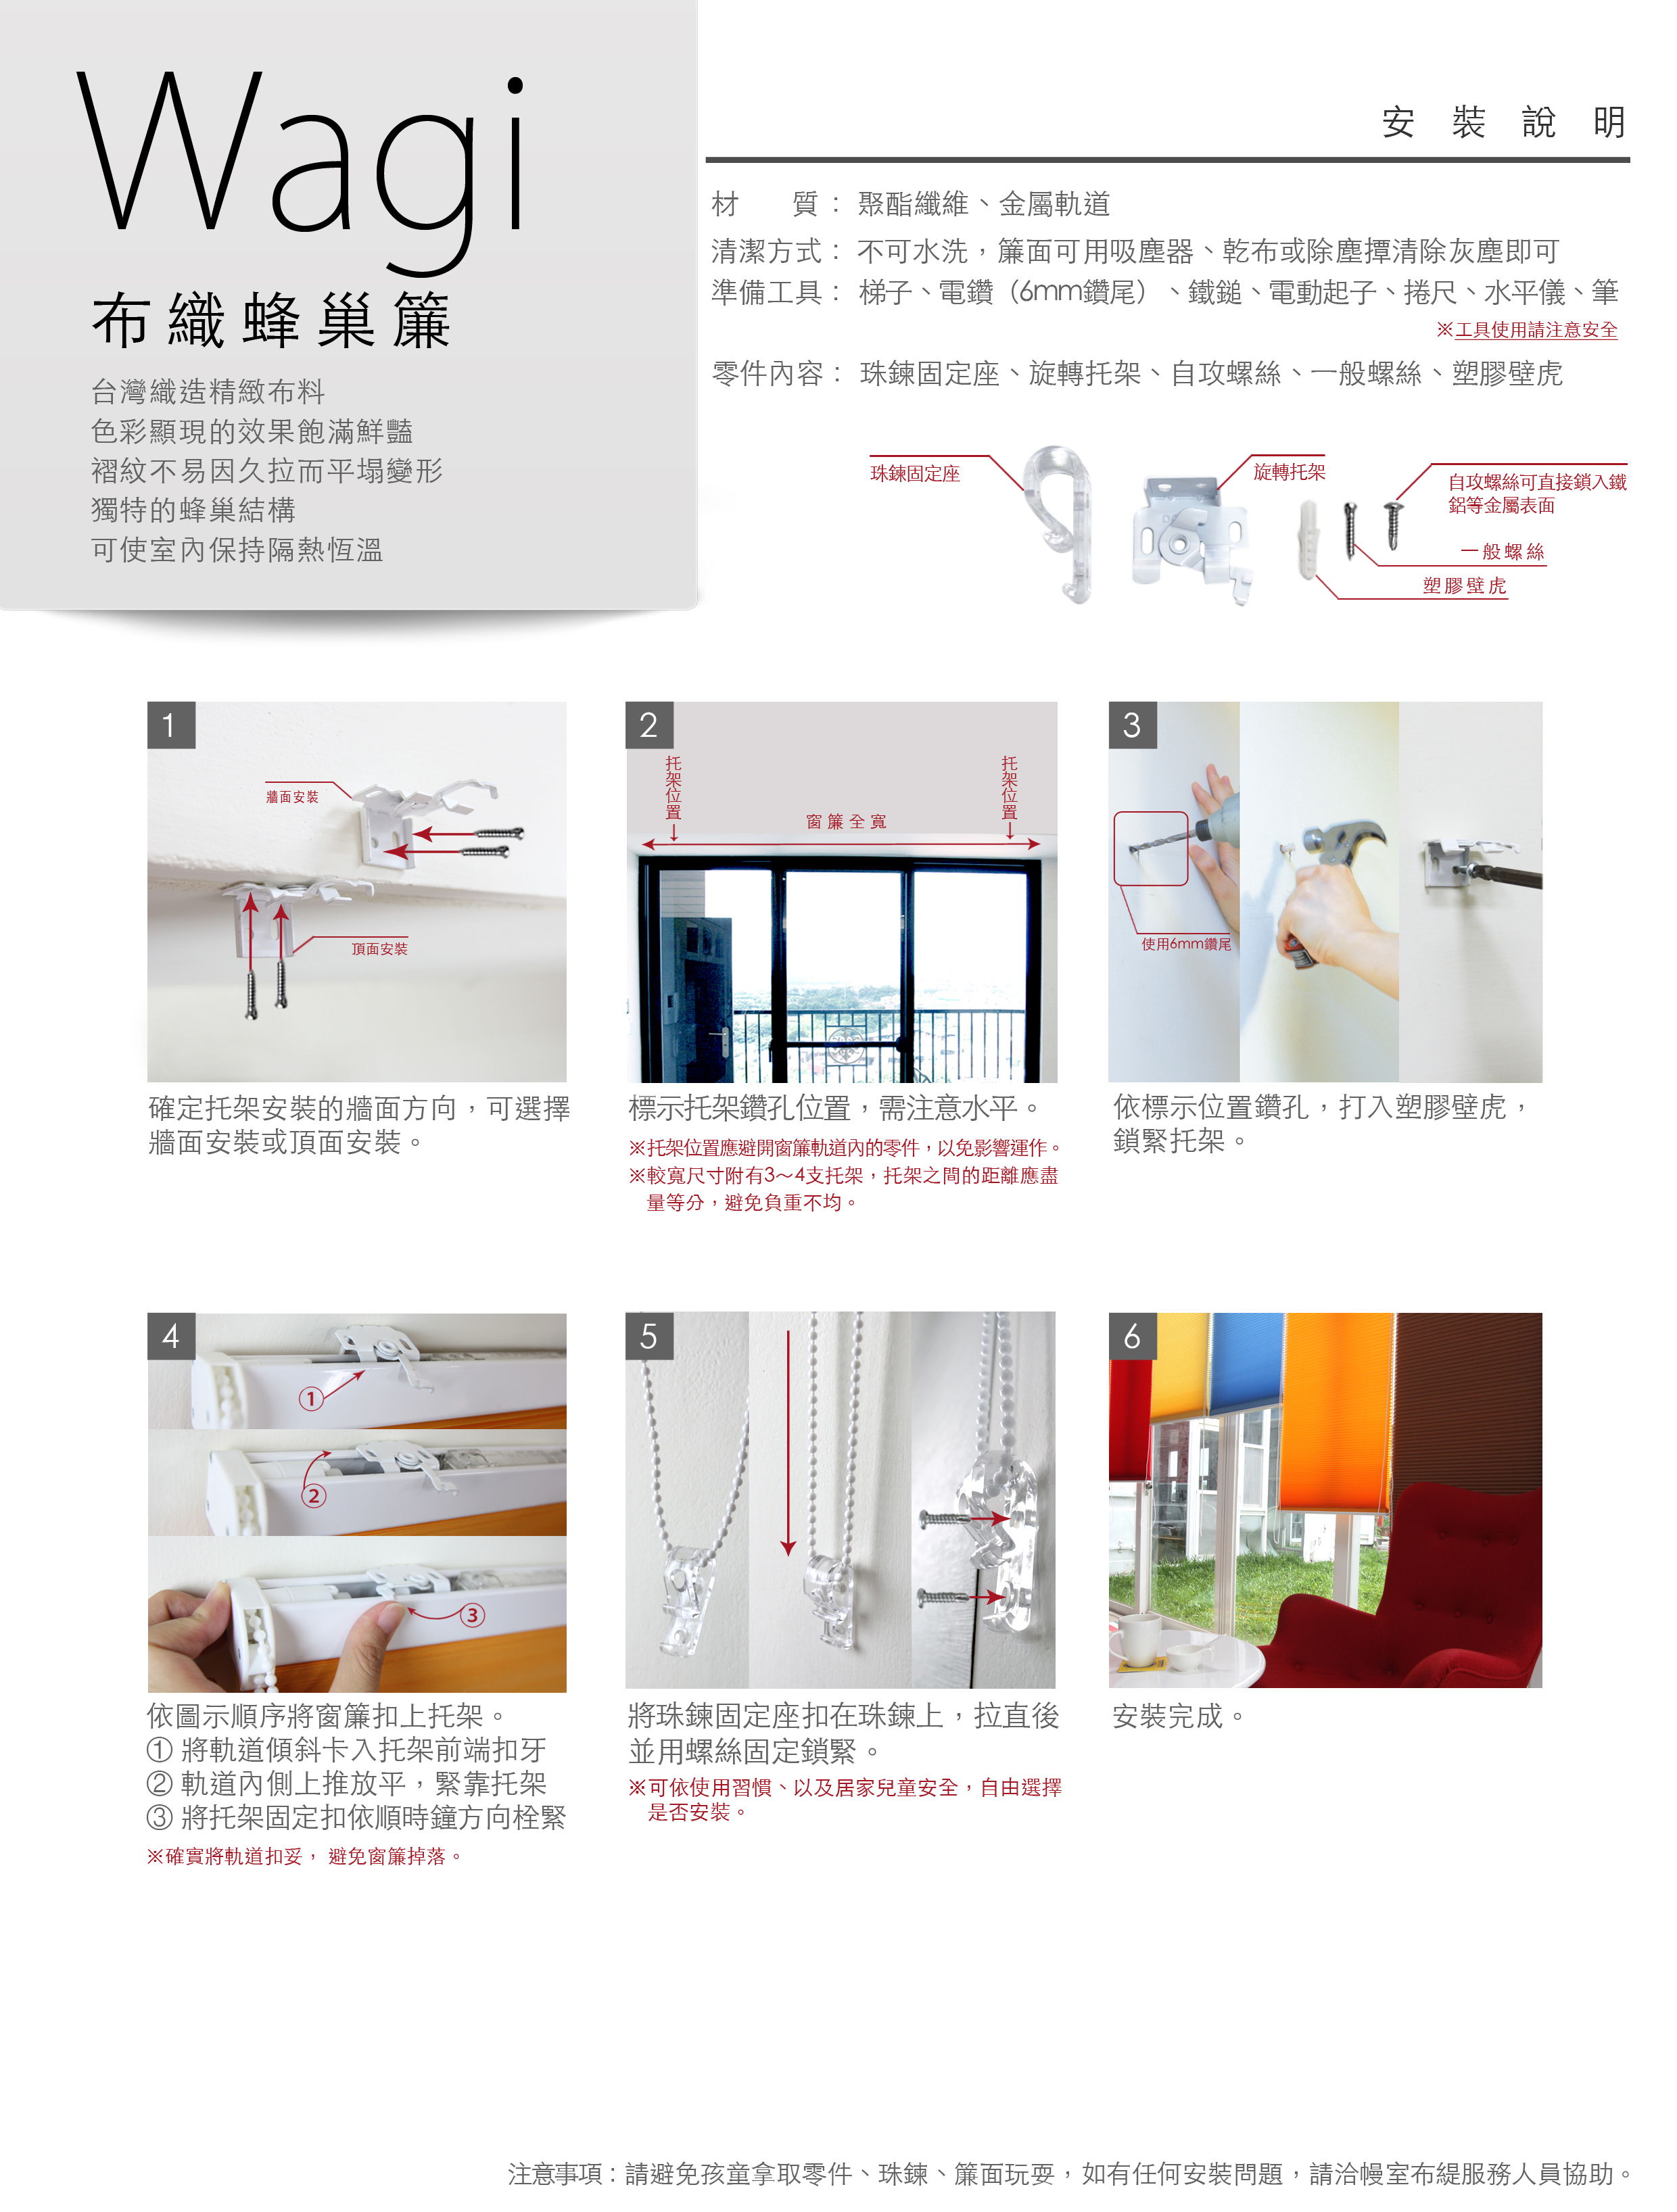 Wagi
布織蜂巢簾
台灣織造精緻布料
色彩顯現的效果飽滿鮮豔
褶紋不易因久拉而平塌變形
獨特的蜂巢結構
可使室內保持隔熱恆溫
安裝說明
材質：聚酯纖維、金屬軌道
清潔方式：不可水洗，簾面可用吸塵器、乾布或除塵撢清除灰塵即可
準備工具：梯子、電鑽（6mm鑽尾）、鐵鎚、電動起子、捲尺、水平儀、筆
※工具使用請注意安全
零件內容：珠鍊固定座、旋轉托架、自攻螺絲、一般螺絲、塑膠壁虎
珠鍊固定座
旋轉托架
自攻螺絲可直接鎖入鐵
鋁等金屬表面
一般螺絲
塑膠壁虎
1
牆面安裝
頂面安裝
確定托架安裝的牆面方向，可選擇
牆面安裝或頂面安裝。
2
托架位置
窗簾全寬
托架位置
標示托架鑽孔位置，需注意水平。
※托架位置應避開窗簾軌道內的零件，以免影響運作。
※較寬尺寸附有3～4支托架，托架之間的距離應盡
量等分，避免負重不均。
3
使用6mm鑽尾
依標示位置鑽孔，打入塑膠壁虎，
鎖緊托架。
4
①
②
③
依圖示順序將窗簾扣上托架。
① 將軌道傾斜卡入托架前端扣牙
② 軌道內側上推放平，緊靠托架
③ 將托架固定扣依順時鐘方向栓緊
※確實將軌道扣妥， 避免窗簾掉落。
5
將珠鍊固定座扣在珠鍊上，拉直後
並用螺絲固定鎖緊。
※可依使用習慣、以及居家兒童安全，自由選擇
是否安裝。
6
安裝完成。
注意事項：請避免孩童拿取零件、珠鍊、簾面玩耍，如有任何安裝問題，請洽幔室布緹服務人員協助。